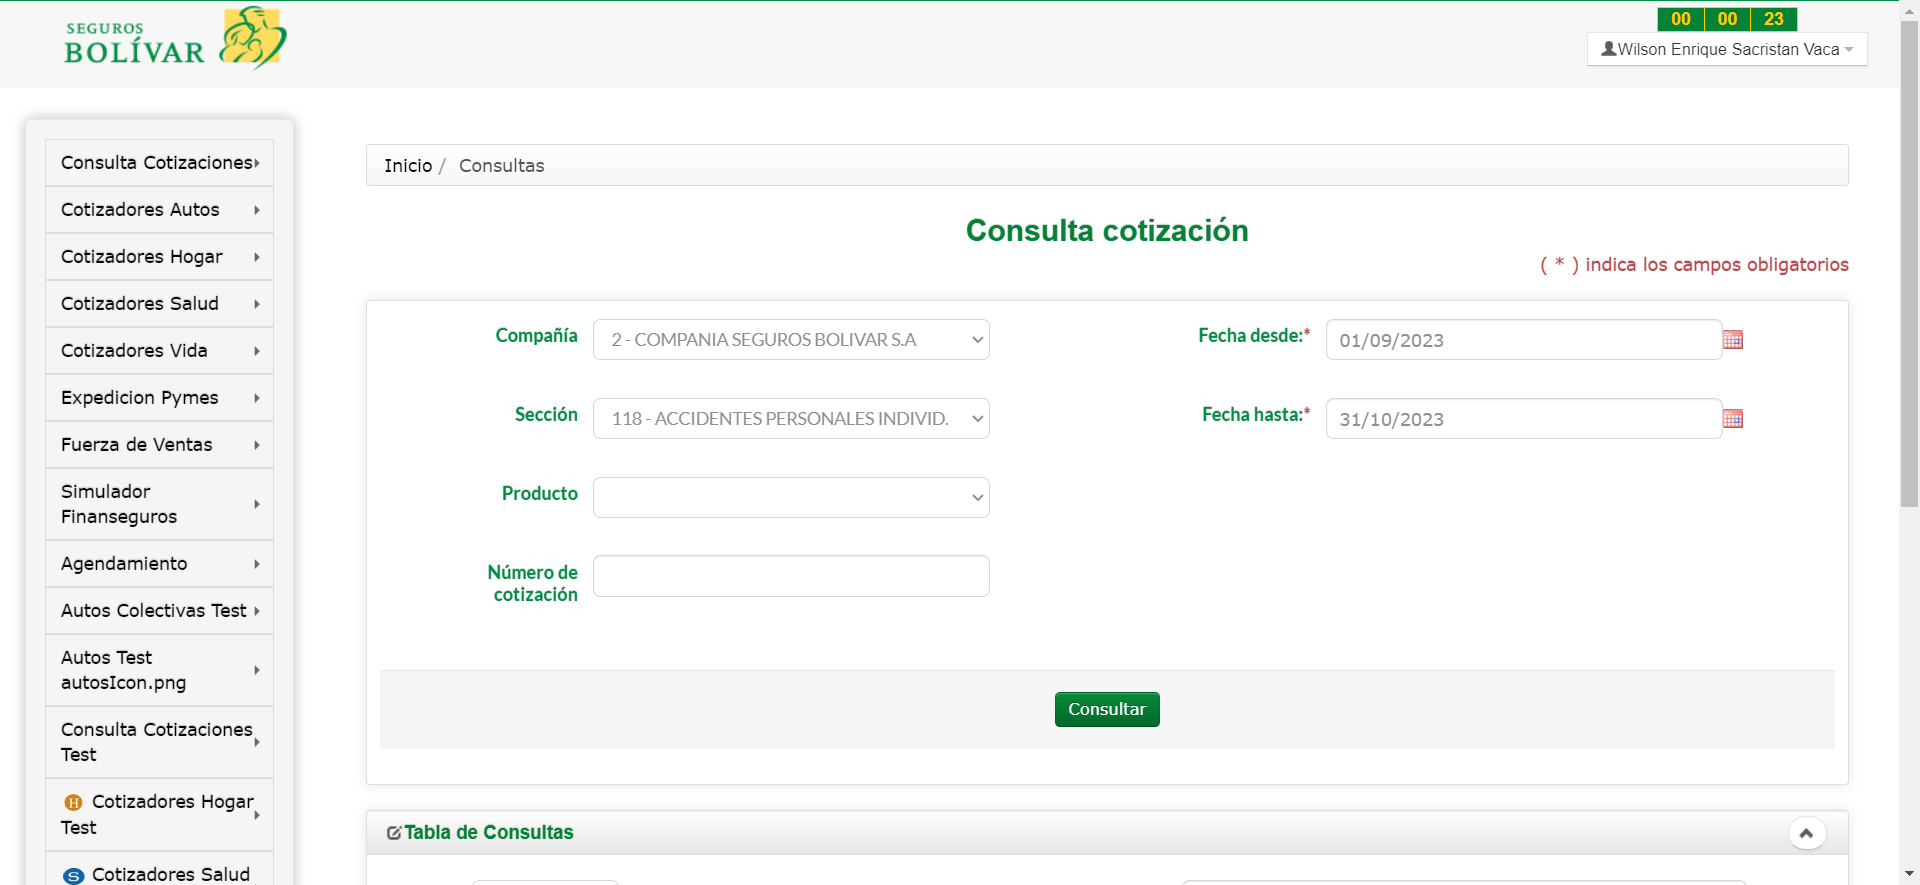 SEGUROS
BOLÍVAR
00 00 23
Wilson Enrique Sacristan Vaca
Consulta Cotizaciones
Cotizadores Autos
Cotizadores Hogar
Cotizadores Salud
Cotizadores Vida
Expedicion Pymes
Fuerza de Ventas
Simulador
Finanseguros
Agendamiento
Autos Colectivas Test
Autos Test
autosIcon.png
Consulta Cotizaciones
Test
H Cotizadores Hogar
Test
S Cotizadores Salud
Inicio / Consultas
Consulta cotización
( * ) indica los campos obligatorios
Compañía 2 - COMPANIA SEGUROS BOLIVAR S.A
Fecha desde:* 01/09/2023
Sección 118 - ACCIDENTES PERSONALES INDIVID.
Fecha hasta:* 31/10/2023
Producto
Número de
cotización
Consultar
Tabla de Consultas